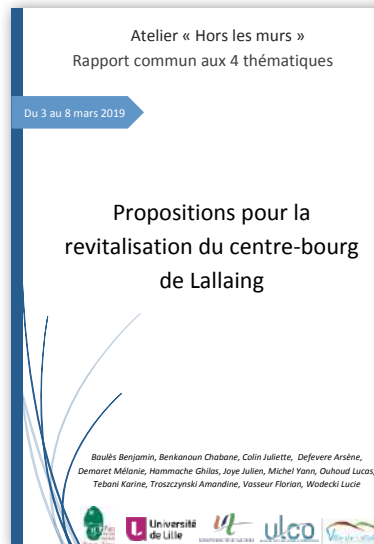 Atelier « Hors les murs »
Rapport commun aux 4 thématiques
Du 3 au 8 mars 2019
Propositions pour la
revitalisation du centre-bourg
de Lallaing
Baulès Benjamin, Benkanoun Chabane, Colin Juliette, Defevere Arsène,
Demaret Mélanie, Hammache Ghilas, Joye Julien, Michel Yann, Ouhoud Lucas,
Tebani Karine, Troszczynski Amandine, Vasseur Florian, Wodecki Lucie
Université
de Lille
ulco